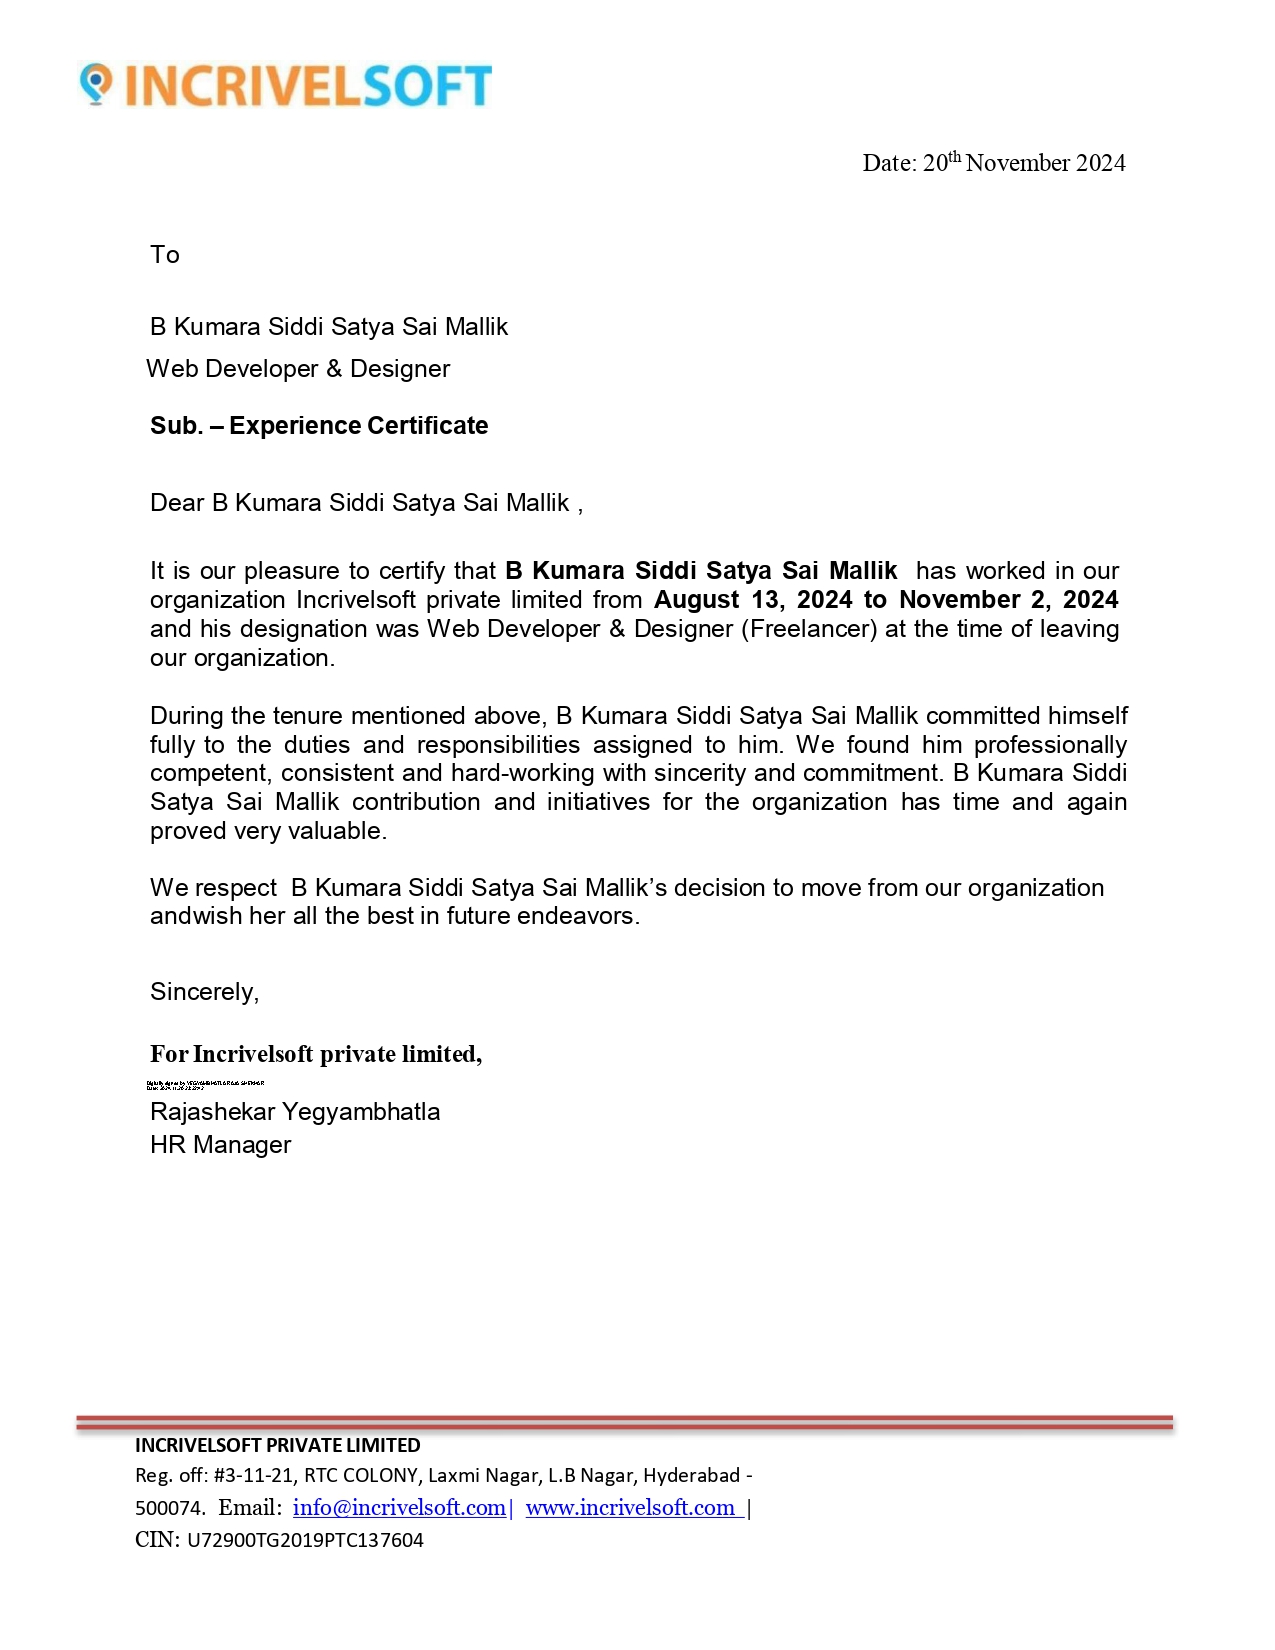 INCRIVELSOFT
Date: 20th November 2024
To
B Kumara Siddi Satya Sai Mallik
Web Developer & Designer
Sub. – Experience Certificate
Dear B Kumara Siddi Satya Sai Mallik ,
It is our pleasure to certify that B Kumara Siddi Satya Sai Mallik has worked in our
organization Incrivelsoft private limited from August 13, 2024 to November 2, 2024
and his designation was Web Developer & Designer (Freelancer) at the time of leaving
our organization.
During the tenure mentioned above, B Kumara Siddi Satya Sai Mallik committed himself
fully to the duties and responsibilities assigned to him. We found him professionally
competent, consistent and hard-working with sincerity and commitment. B Kumara Siddi
Satya Sai Mallik contribution and initiatives for the organization has time and again
proved very valuable.
We respect B Kumara Siddi Satya Sai Mallik’s decision to move from our organization
andwish her all the best in future endeavors.
Sincerely,
For Incrivelsoft private limited,
Digitally signed by
Rajashekar Yegyambhatla
HR Manager
INCRIVELSOFT PRIVATE LIMITED
Reg. off: #3-11-21, RTC COLONY, Laxmi Nagar, L.B Nagar, Hyderabad -
500074. Email: info@incrivelsoft.com| www.incrivelsoft.com |
CIN: U72900TG2019PTC137604